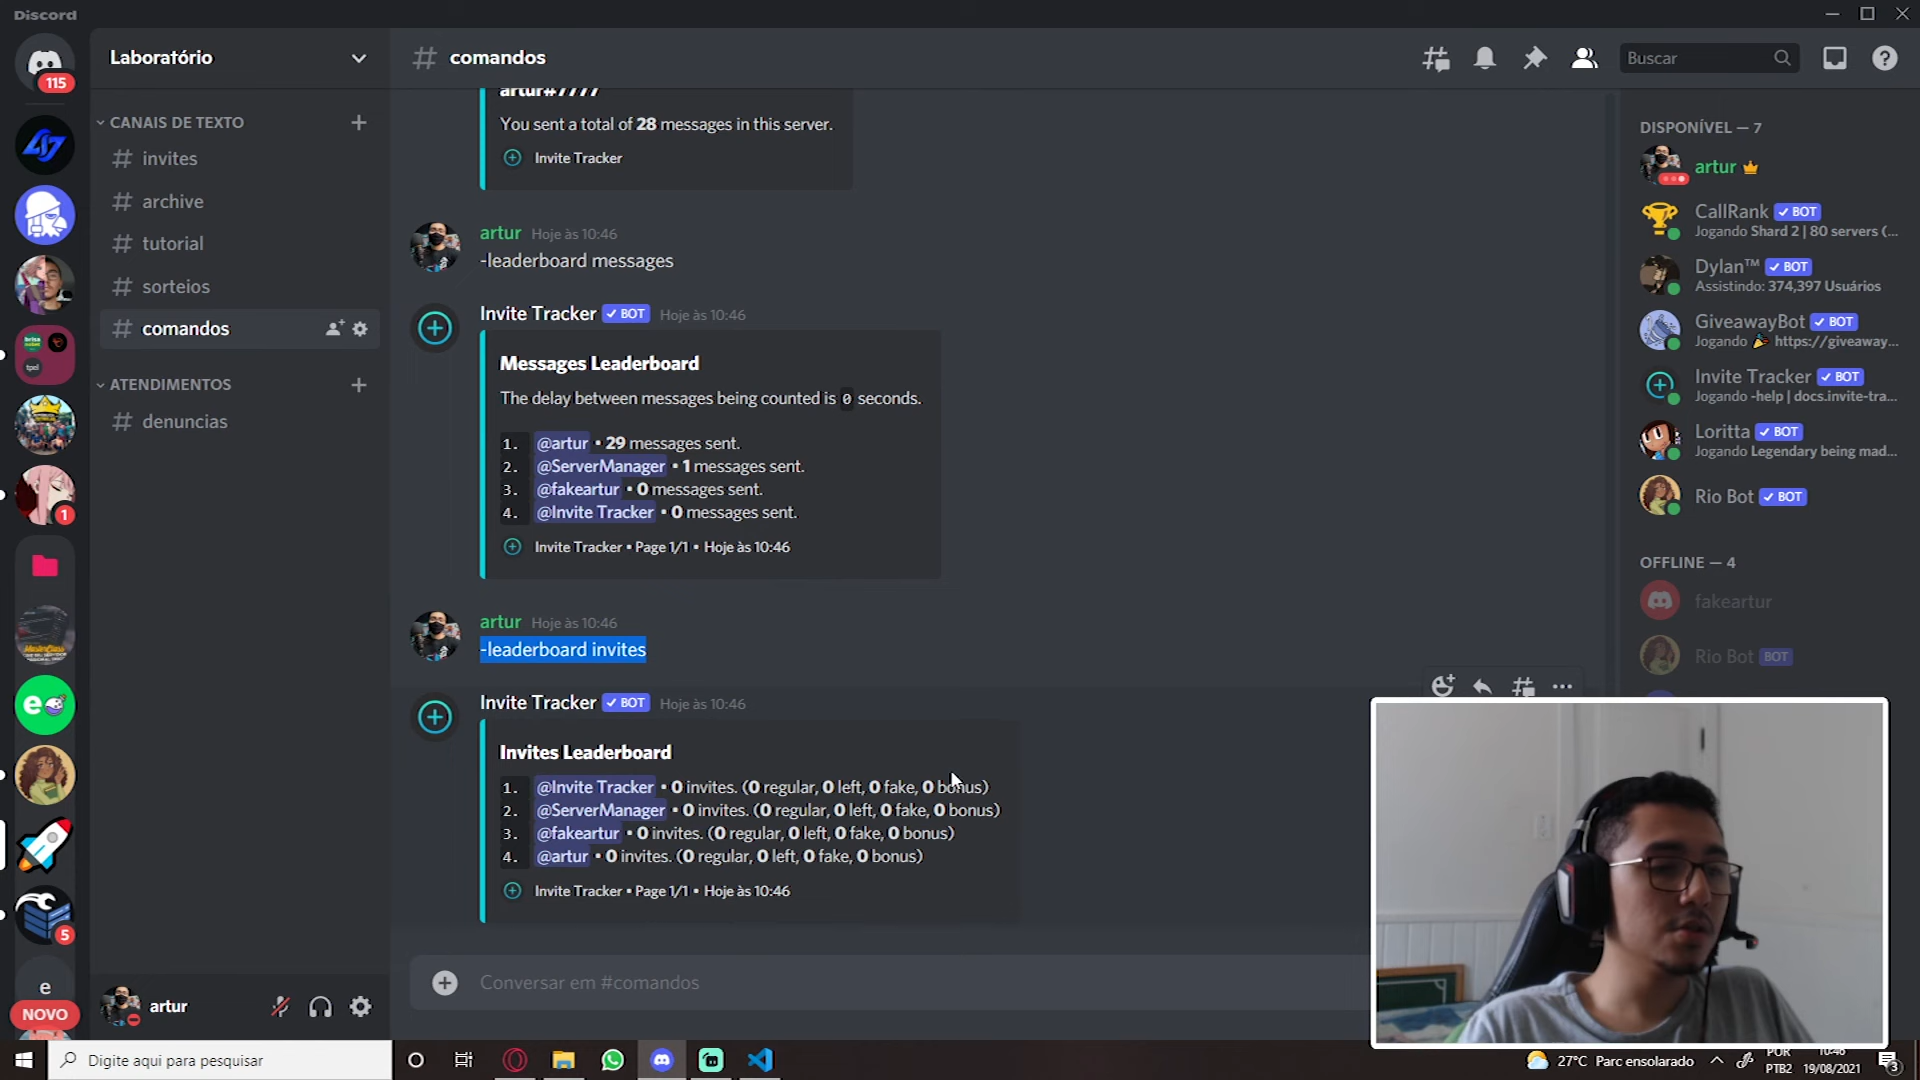 Discord
115
Laboratório
CANAIS DE TEXTO
invites
archive
tutorial
sorteios
comandos
ATENDIMENTOS
denuncias
1
5
e
NOVO
artur
comandos
Buscar
artur#7777
You sent a total of 28 messages in this server.
Invite Tracker
artur Hoje às 10:46
-leaderboard messages
Invite Tracker BOT Hoje às 10:46
Messages Leaderboard
The delay between messages being counted is 0 seconds.
1. @artur • 29 messages sent.
2. @ServerManager • 1 messages sent.
3. @fakeartur • 0 messages sent.
4. @Invite Tracker • 0 messages sent.
Invite Tracker • Page 1/1 • Hoje às 10:46
artur Hoje às 10:46
-leaderboard invites
Invite Tracker BOT Hoje às 10:46
Invites Leaderboard
1. @Invite Tracker • 0 invites. (0 regular, 0 left, 0 fake, 0 bonus)
2. @ServerManager • 0 invites. (0 regular, 0 left, 0 fake, 0 bonus)
3. @fakeartur • 0 invites. (0 regular, 0 left, 0 fake, 0 bonus)
4. @artur • 0 invites. (0 regular, 0 left, 0 fake, 0 bonus)
Invite Tracker • Page 1/1 • Hoje às 10:46
Conversar em #comandos
DISPONÍVEL — 7
artur
CallRank BOT
Jogando Shard 2 | 80 servers (...
Dylan™ BOT
Assistindo: 374,397 Usuários
GiveawayBot BOT
Jogando 🎉 https://giveaway...
Invite Tracker BOT
Jogando -help | docs.invite-tra...
Loritta BOT
Jogando Legendary being mad...
Rio Bot BOT
OFFLINE — 4
fakeartur
Rio Bot BOT
Digite aqui para pesquisar
27°C Parc ensolarado
POR
PTB2
10:46
19/08/2021
3